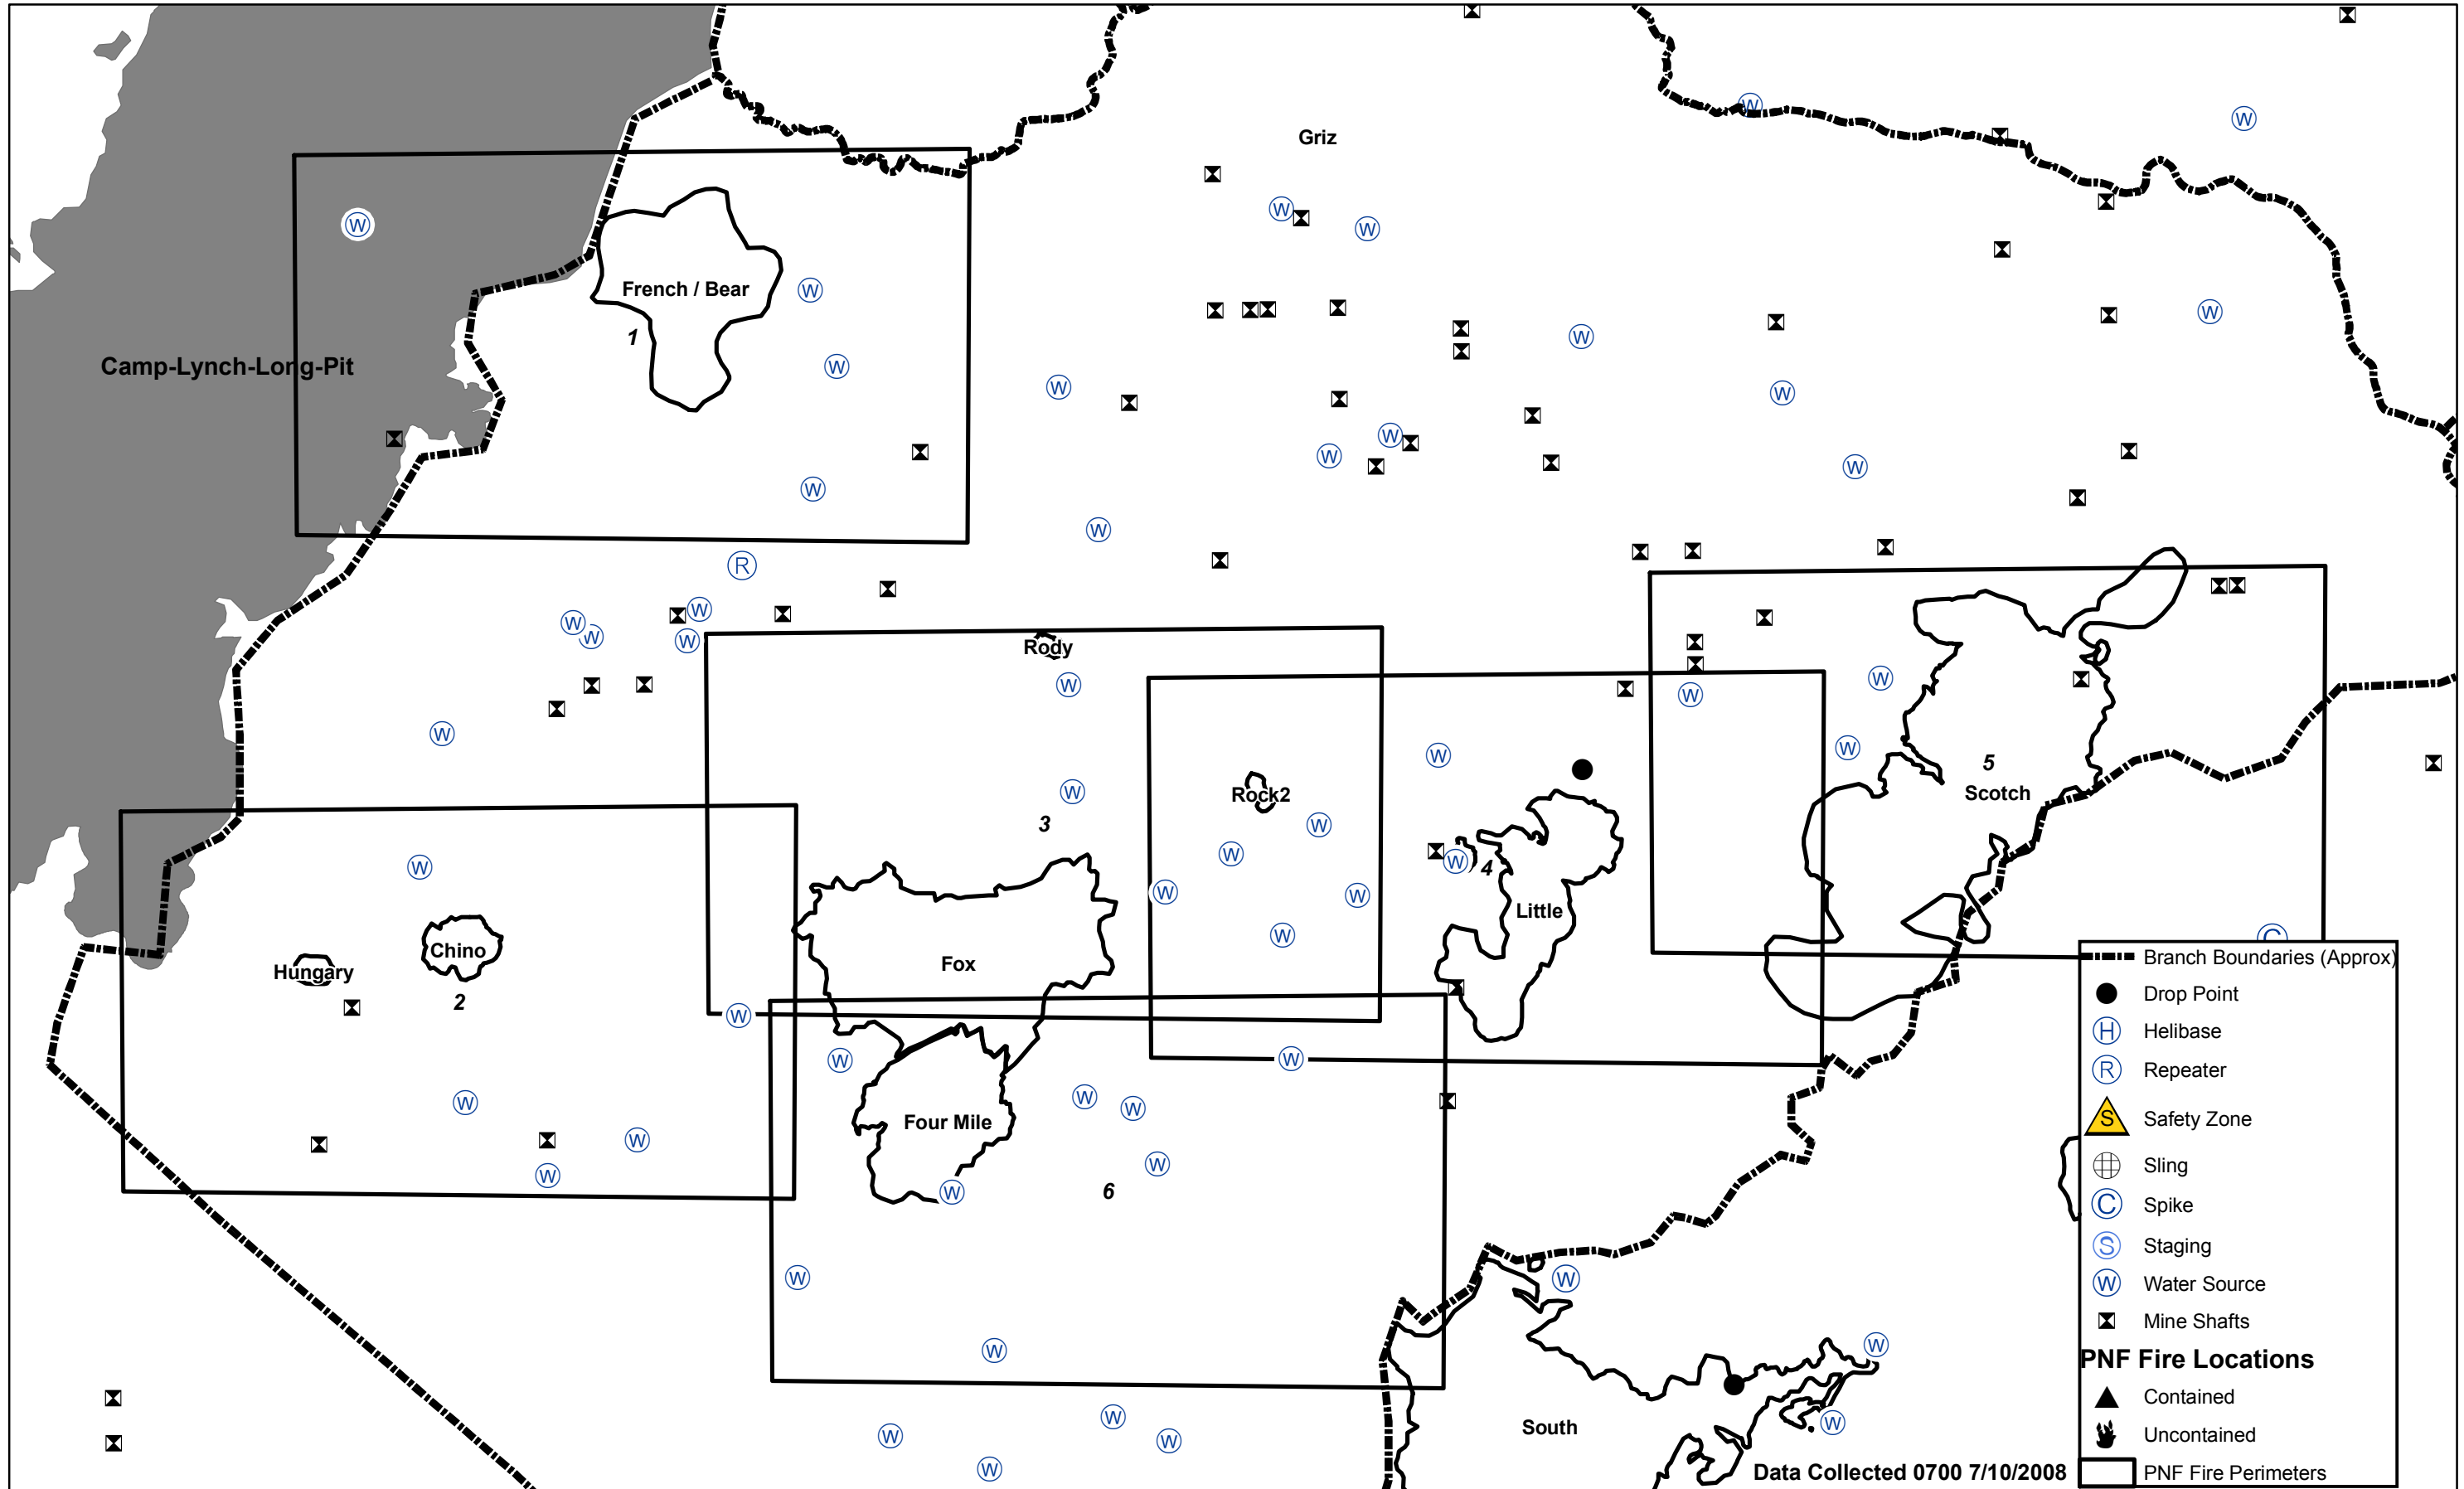 Griz
French / Bear
1
Camp-Lynch-Long-Pit
R
Rody
Rock2
3
5
Scotch
4
Little
Chino
Hungary
2
Fox
Four Mile
6
South
Data Collected 0700 7/10/2008
Branch Boundaries (Approx)
Drop Point
H Helibase
R Repeater
S Safety Zone
Sling
C Spike
S Staging
W Water Source
Mine Shafts
PNF Fire Locations
Contained
Uncontained
PNF Fire Perimeters